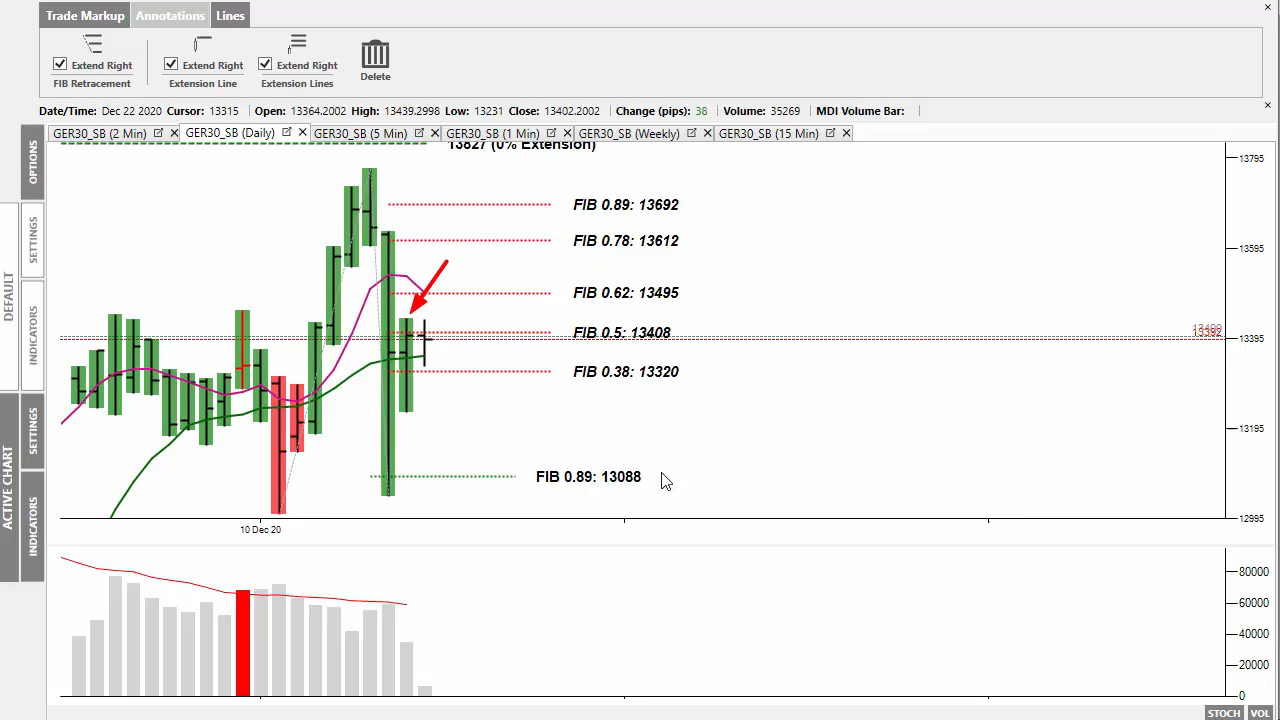 Trade Markup Annotations Lines
Extend Right Extend Right Extend Right
FIB Retracement Extension Line Extension Lines Delete
Date/Time: Dec 22 2020 Cursor: 13315 Open: 13364.2002 High: 13439.2998 Low: 13231 Close: 13402.2002 Change (pips): 38 Volume: 35269 MDI Volume Bar:
GER30_SB (2 Min) GER30_SB (Daily) GER30_SB (5 Min) GER30_SB (1 Min) GER30_SB (Weekly) GER30_SB (15 Min)
OPTIONS
SETTINGS
INDICATORS
DEFAULT
SETTINGS
INDICATORS
ACTIVE CHART
13827 (0% Extension)
FIB 0.89: 13692
FIB 0.78: 13612
FIB 0.62: 13495
FIB 0.5: 13408
FIB 0.38: 13320
FIB 0.89: 13088
13795
13595
13392
13395
13195
12995
10 Dec 20
80000
60000
40000
20000
0
STOCH VOL